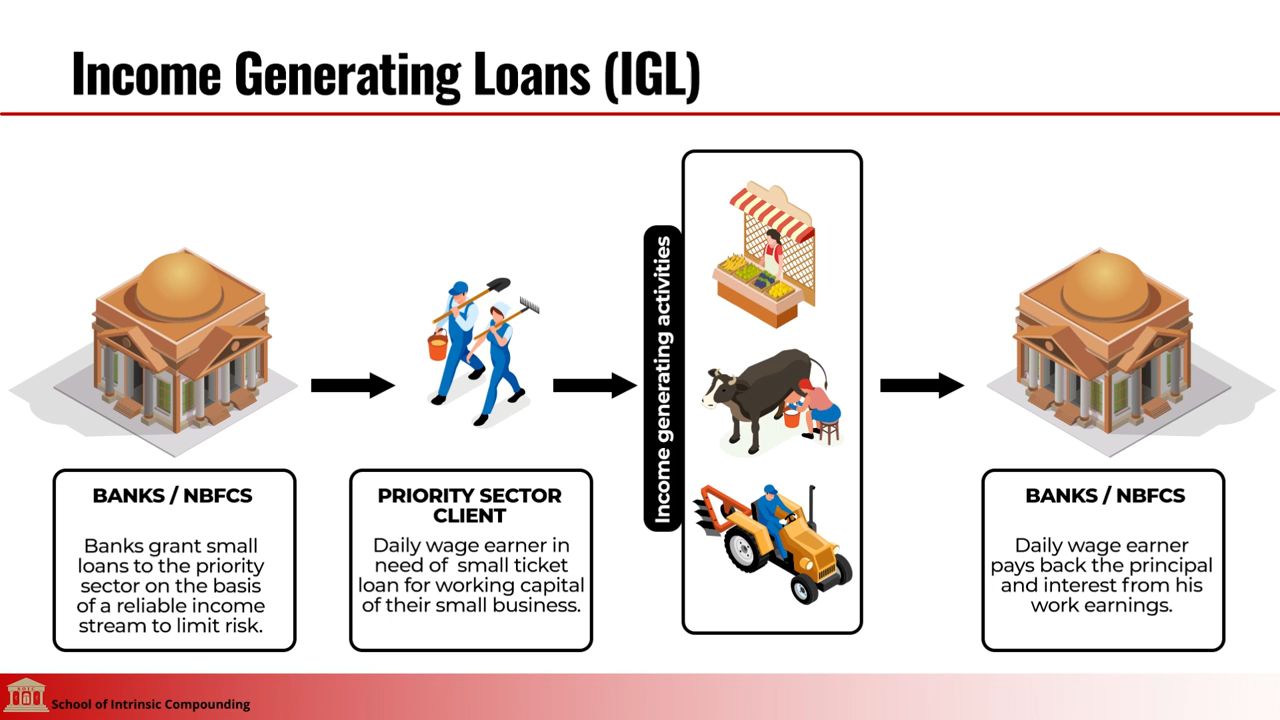 Income Generating Loans (IGL)
BANKS / NBFCS
Banks grant small
loans to the priority
sector on the basis
of a reliable income
stream to limit risk.
PRIORITY SECTOR
CLIENT
Daily wage earner in
need of small ticket
loan for working capital
of their small business.
Income generating activities
BANKS / NBFCS
Daily wage earner
pays back the principal
and interest from his
work earnings.
SOIC
School of Intrinsic Compounding